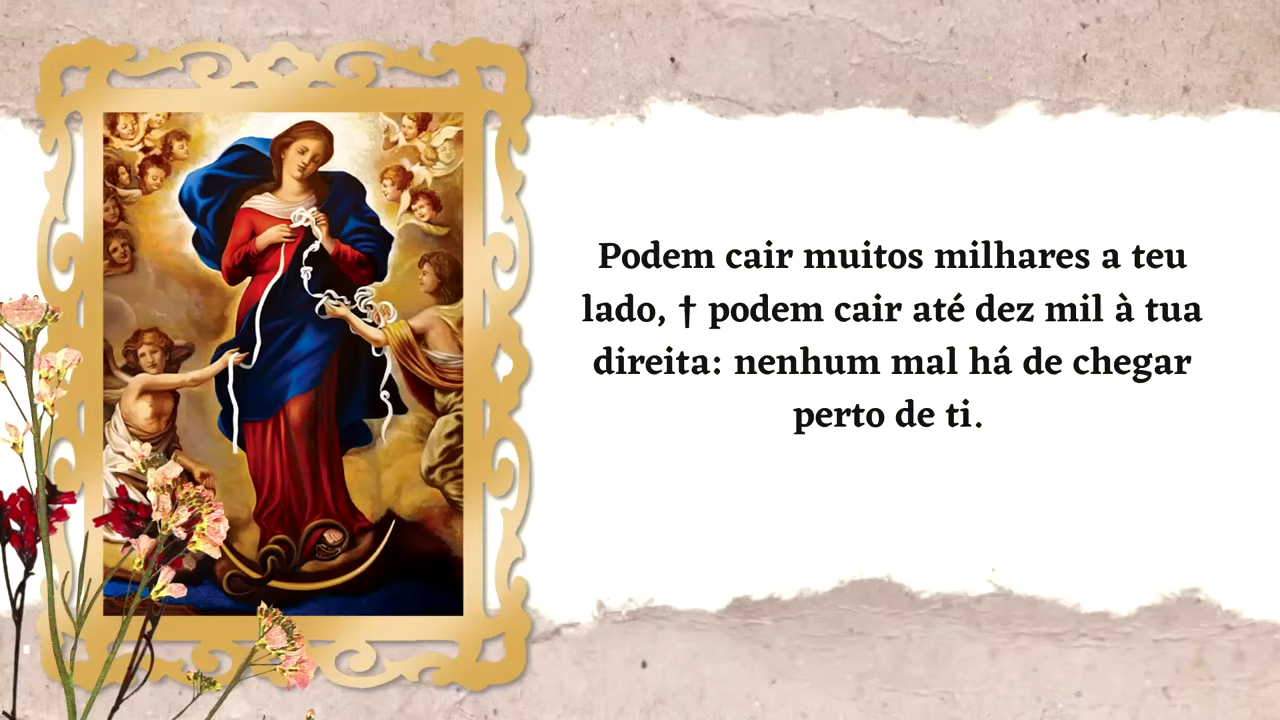 Podem cair muitos milhares a teu
lado, † podem cair até dez mil à tua
direita: nenhum mal há de chegar
perto de ti.